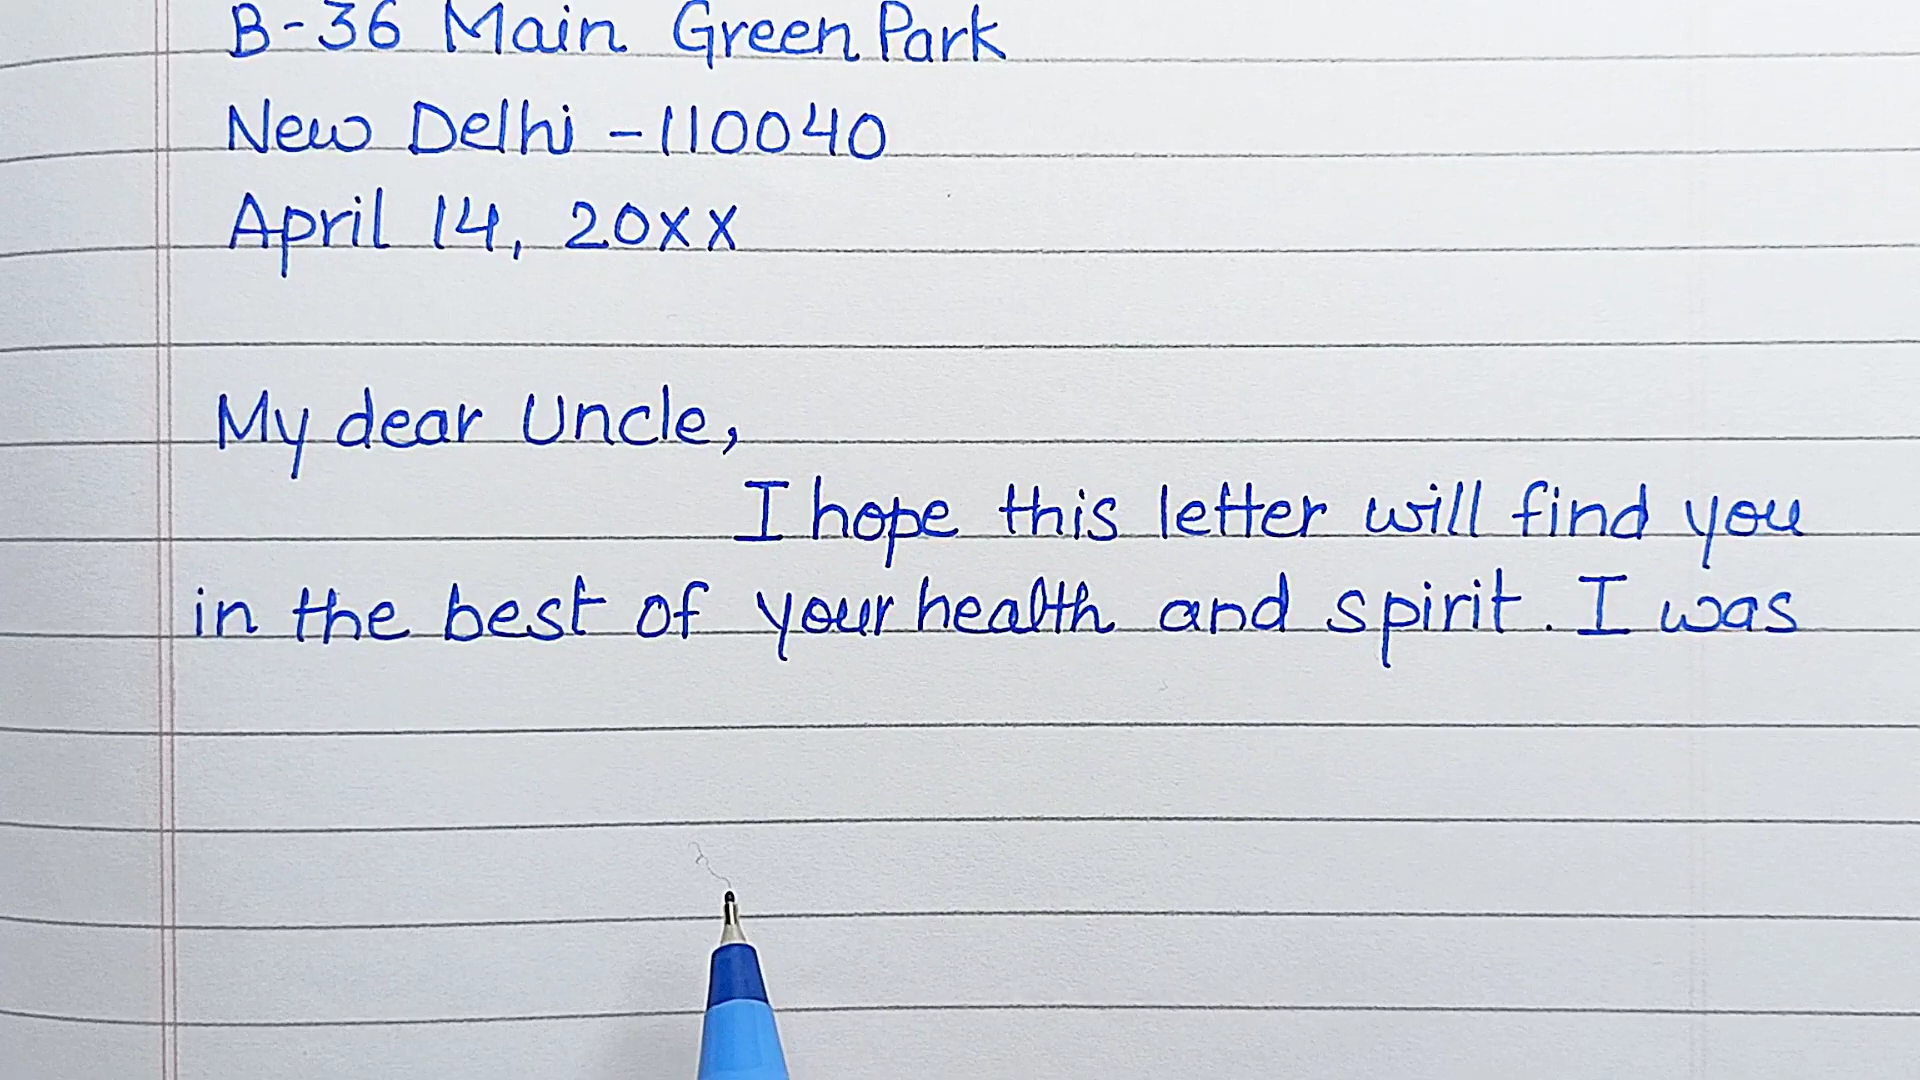 B-36 Main Green Park
New Delhi - 110040
April 14, 20XX
My dear Uncle,
I hope this letter will find you
in the best of your health and spirit. I was